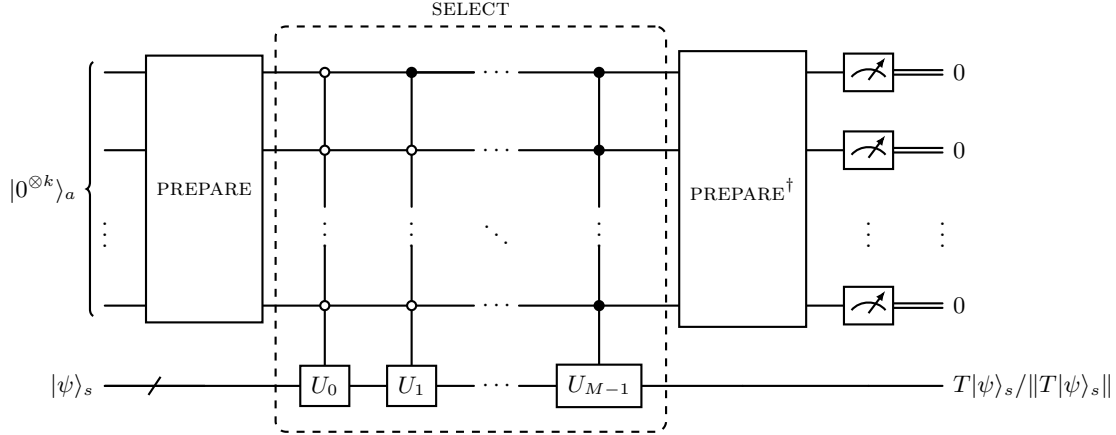 SELECT
0
0
|0^{⊗k}⟩_a
PREPARE
PREPARE^†
0
U_0
U_1
U_{M−1}
|ψ⟩_s
T|ψ⟩_s/‖T|ψ⟩_s‖